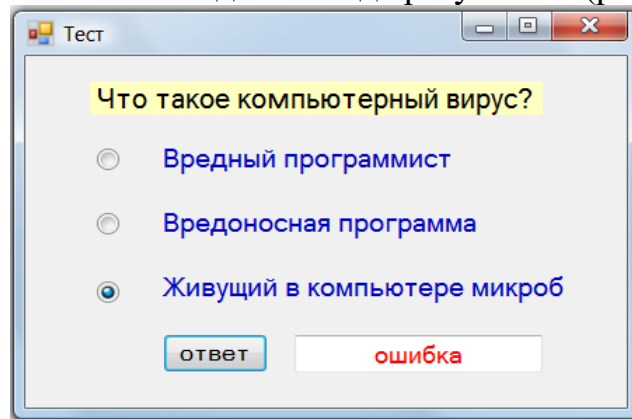 Тест
Что такое компьютерный вирус?
Вредный программист
Вредоносная программа
Живущий в компьютере микроб
ответ
ошибка